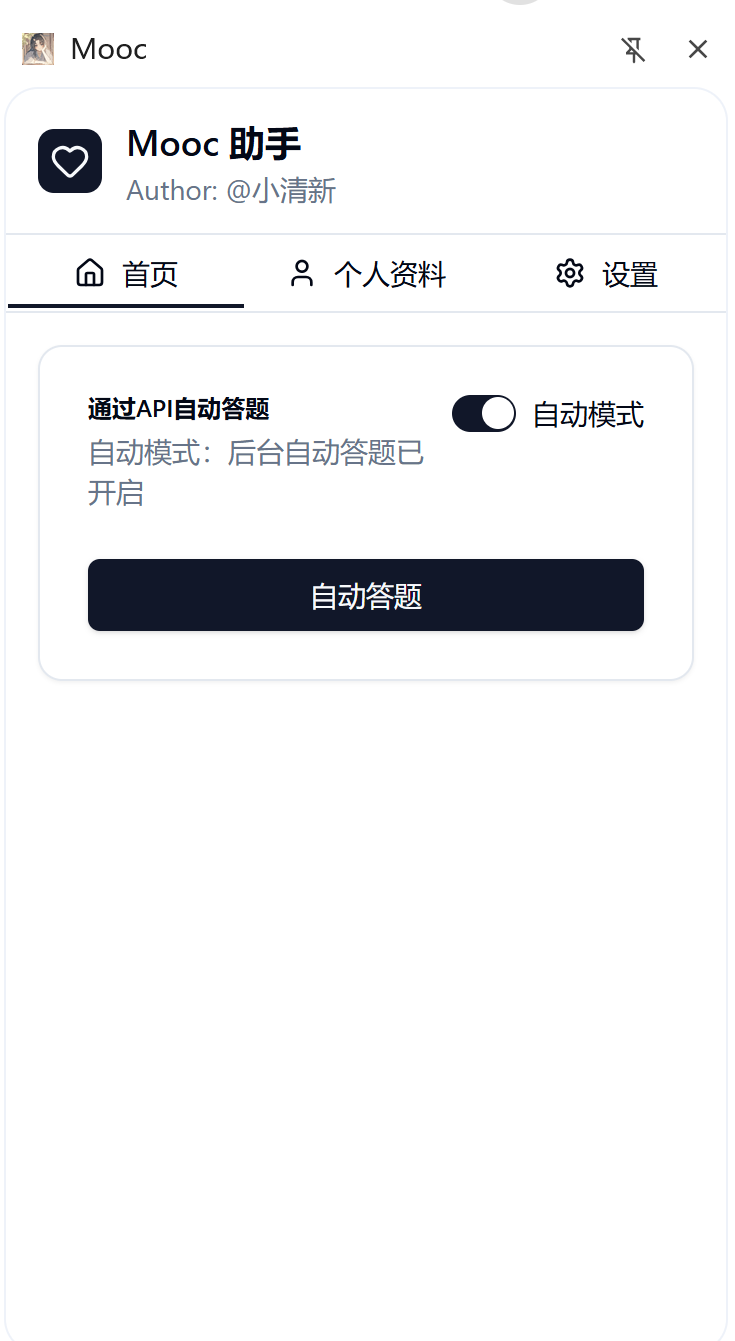 Mooc
Mooc 助手
Author: @小清新
首页
个人资料
设置
通过API自动答题
自动模式
自动模式：后台自动答题已
开启
自动答题